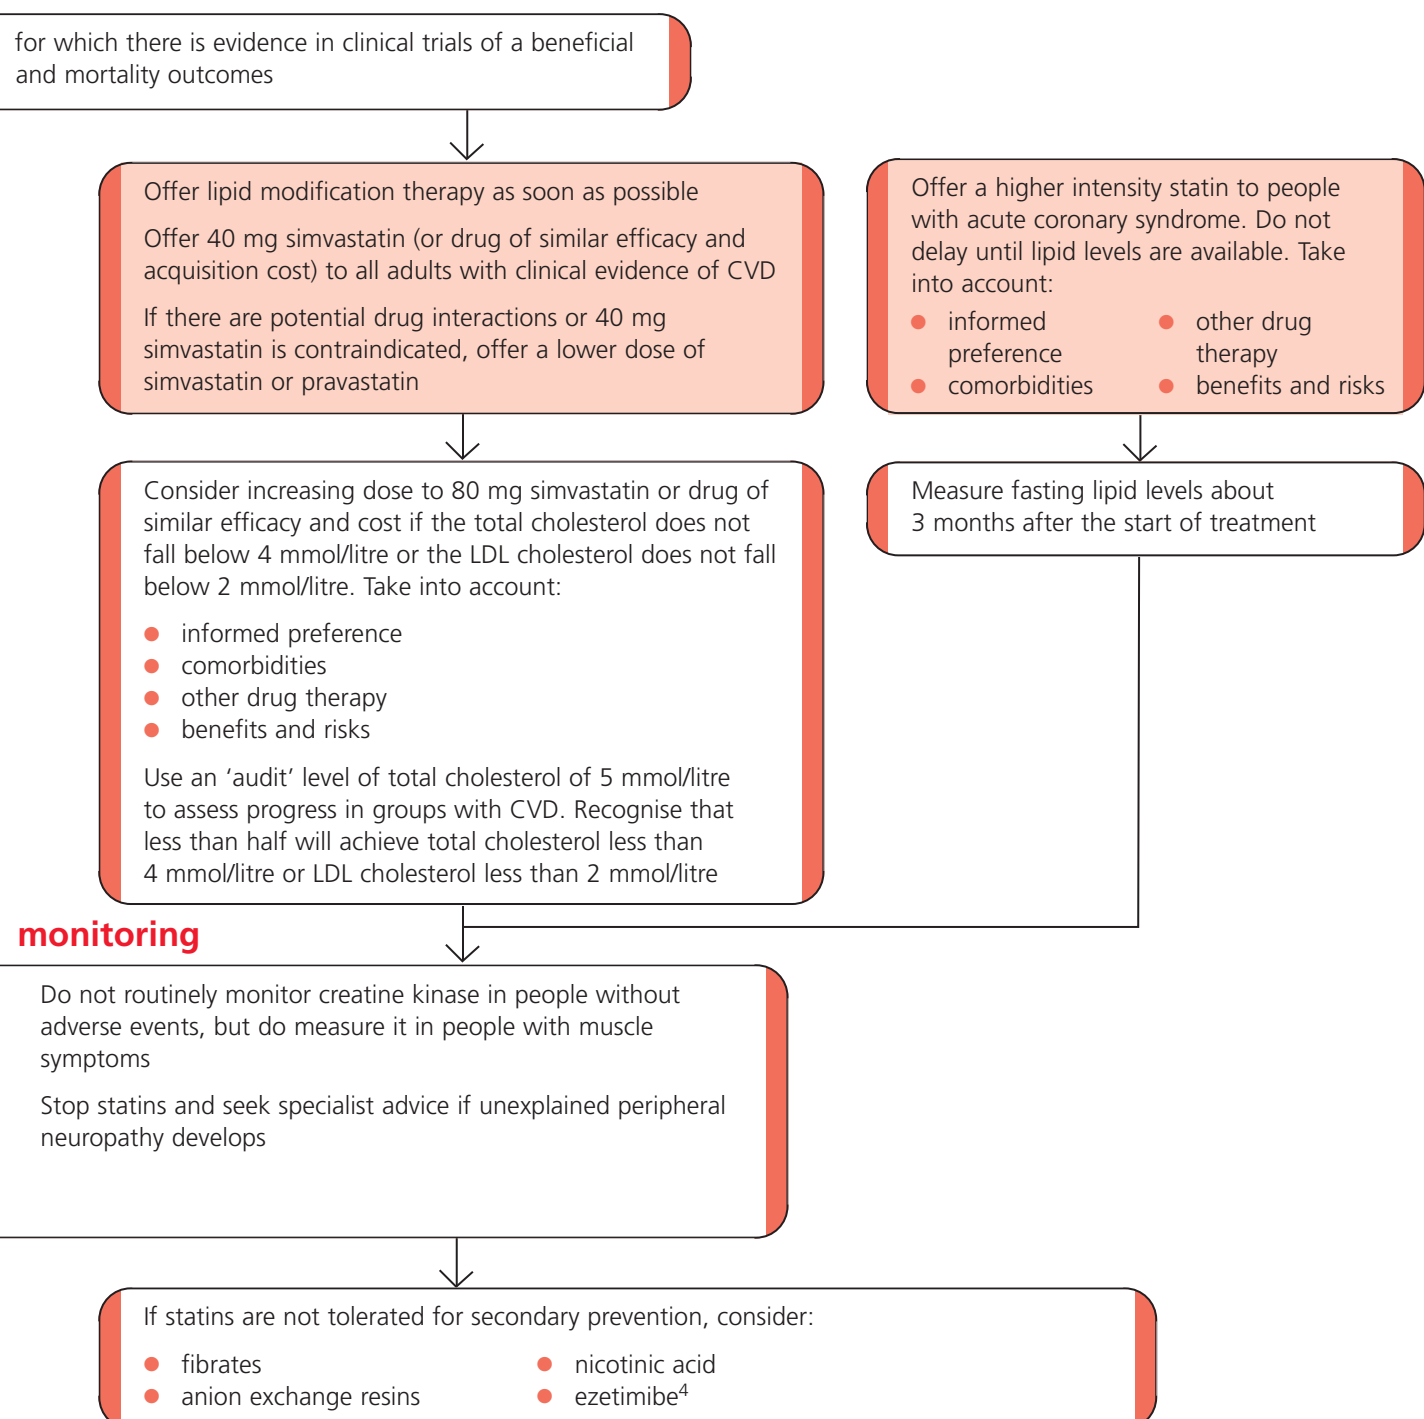 for which there is evidence in clinical trials of a beneficial
and mortality outcomes
Offer lipid modification therapy as soon as possible
Offer 40 mg simvastatin (or drug of similar efficacy and
acquisition cost) to all adults with clinical evidence of CVD
If there are potential drug interactions or 40 mg
simvastatin is contraindicated, offer a lower dose of
simvastatin or pravastatin
Offer a higher intensity statin to people
with acute coronary syndrome. Do not
delay until lipid levels are available. Take
into account:
● informed
preference
● comorbidities
● other drug
therapy
● benefits and risks
Consider increasing dose to 80 mg simvastatin or drug of
similar efficacy and cost if the total cholesterol does not
fall below 4 mmol/litre or the LDL cholesterol does not fall
below 2 mmol/litre. Take into account:
● informed preference
● comorbidities
● other drug therapy
● benefits and risks
Use an ‘audit’ level of total cholesterol of 5 mmol/litre
to assess progress in groups with CVD. Recognise that
less than half will achieve total cholesterol less than
4 mmol/litre or LDL cholesterol less than 2 mmol/litre
Measure fasting lipid levels about
3 months after the start of treatment
monitoring
Do not routinely monitor creatine kinase in people without
adverse events, but do measure it in people with muscle
symptoms
Stop statins and seek specialist advice if unexplained peripheral
neuropathy develops
If statins are not tolerated for secondary prevention, consider:
● fibrates
● anion exchange resins
● nicotinic acid
● ezetimibe⁴